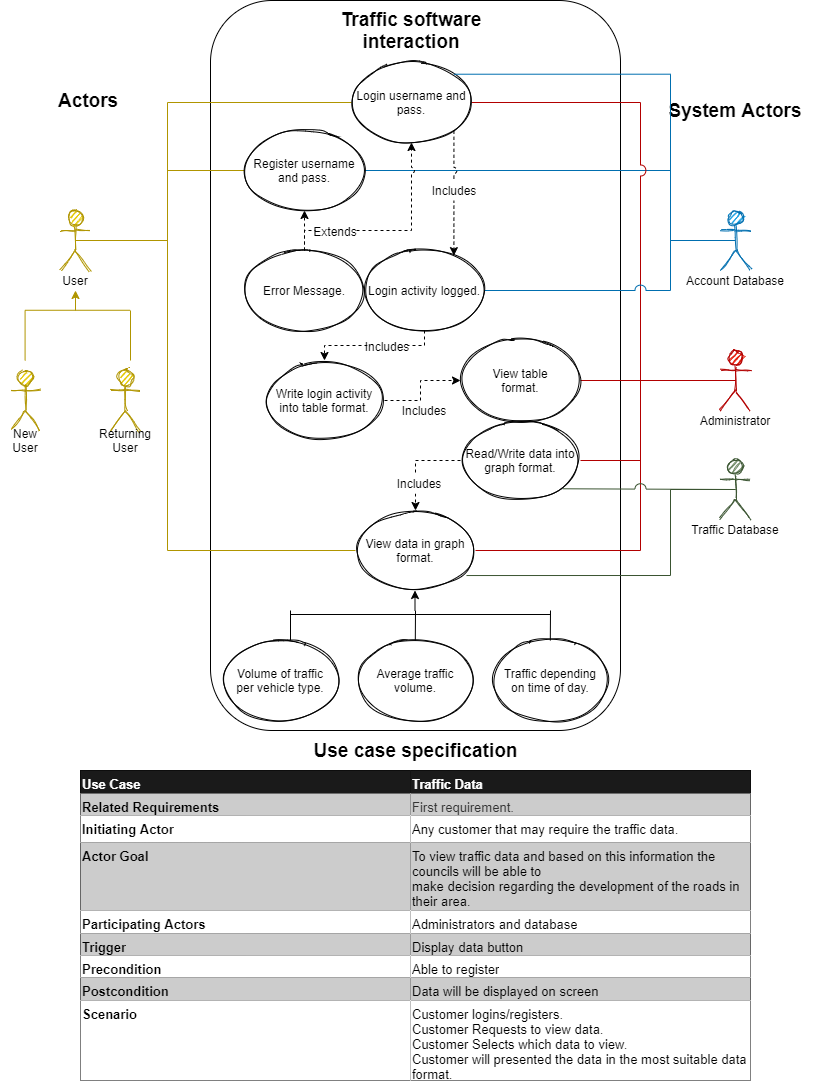 Traffic software
interaction
Actors
System Actors
Login username and
pass.
Register username
and pass.
Includes
Extends
User
Account Database
Error Message.
Login activity logged.
Includes
View table
format.
Write login activity
into table format.
Includes
Administrator
New
User
Returning
User
Read/Write data into
graph format.
Includes
Traffic Database
View data in graph
format.
Volume of traffic
per vehicle type.
Average traffic
volume.
Traffic depending
on time of day.
Use case specification
Use Case
Traffic Data
Related Requirements
First requirement.
Initiating Actor
Any customer that may require the traffic data.
Actor Goal
To view traffic data and based on this information the
councils will be able to
make decision regarding the development of the roads in
their area.
Participating Actors
Administrators and database
Trigger
Display data button
Precondition
Able to register
Postcondition
Data will be displayed on screen
Scenario
Customer logins/registers.
Customer Requests to view data.
Customer Selects which data to view.
Customer will presented the data in the most suitable data
format.